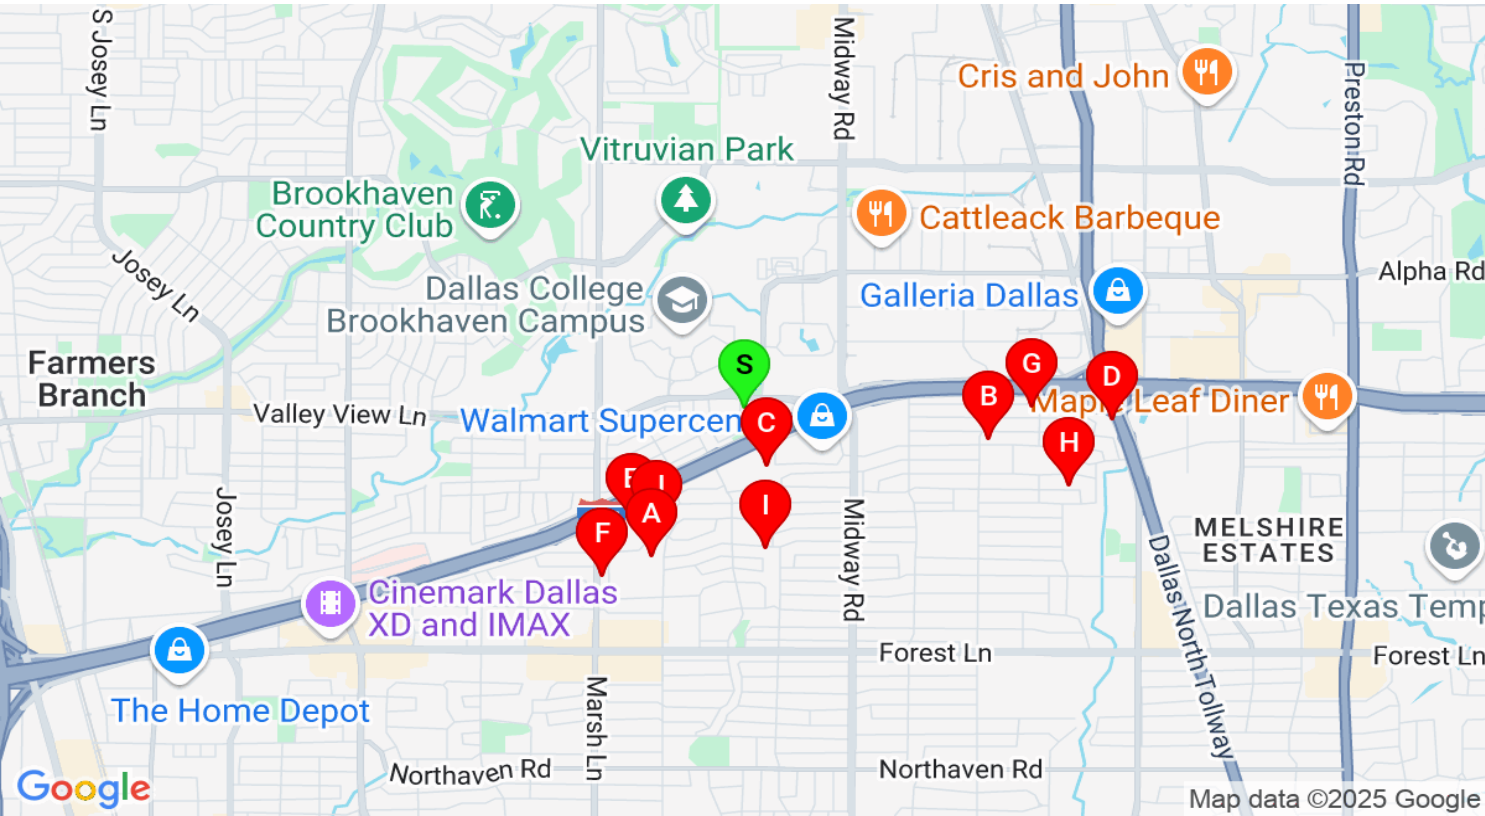 S Josey Ln
Midway Rd
Cris and John
Preston Rd
Vitruvian Park
Brookhaven
Country Club
Cattleack Barbeque
Josey Ln
Alpha Rd
Dallas College
Brookhaven Campus
Galleria Dallas
Farmers
Branch
S
G
D
B
Maple Leaf Diner
Valley View Ln
Walmart Supercen
C
H
E
J
A
I
F
Josey Ln
Midway Rd
MELSHIRE
ESTATES
Dallas North Tollway
Cinemark Dallas
XD and IMAX
Dallas Texas Temp
Forest Ln
Forest Ln
The Home Depot
Marsh Ln
Northaven Rd
Northaven Rd
Google
Map data ©2025 Google